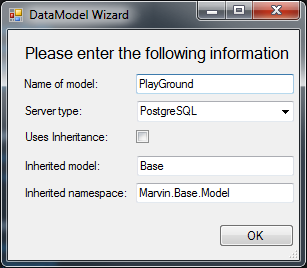 DataModel Wizard
Please enter the following information
Name of model: PlayGround
Server type: PostgreSQL
Uses Inheritance:
Inherited model: Base
Inherited namespace: Marvin.Base.Model
OK